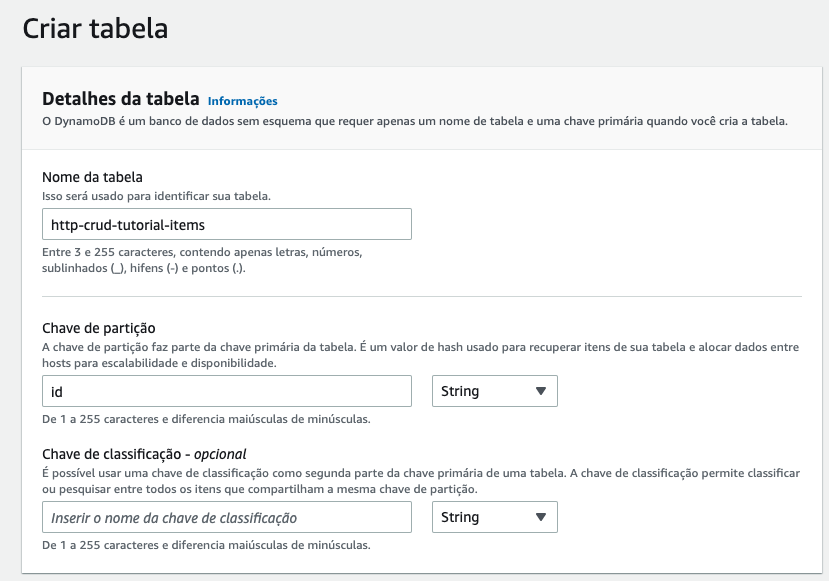 Criar tabela
Detalhes da tabela Informações
O DynamoDB é um banco de dados sem esquema que requer apenas um nome de tabela e uma chave primária quando você cria a tabela.
Nome da tabela
Isso será usado para identificar sua tabela.
http-crud-tutorial-items
Entre 3 e 255 caracteres, contendo apenas letras, números,
sublinhados (_), hifens (-) e pontos (.).
Chave de partição
A chave de partição faz parte da chave primária da tabela. É um valor de hash usado para recuperar itens de sua tabela e alocar dados entre
hosts para escalabilidade e disponibilidade.
id String
De 1 a 255 caracteres e diferencia maiúsculas de minúsculas.
Chave de classificação - opcional
É possível usar uma chave de classificação como segunda parte da chave primária de uma tabela. A chave de classificação permite classificar
ou pesquisar entre todos os itens que compartilham a mesma chave de partição.
Inserir o nome da chave de classificação String
De 1 a 255 caracteres e diferencia maiúsculas de minúsculas.